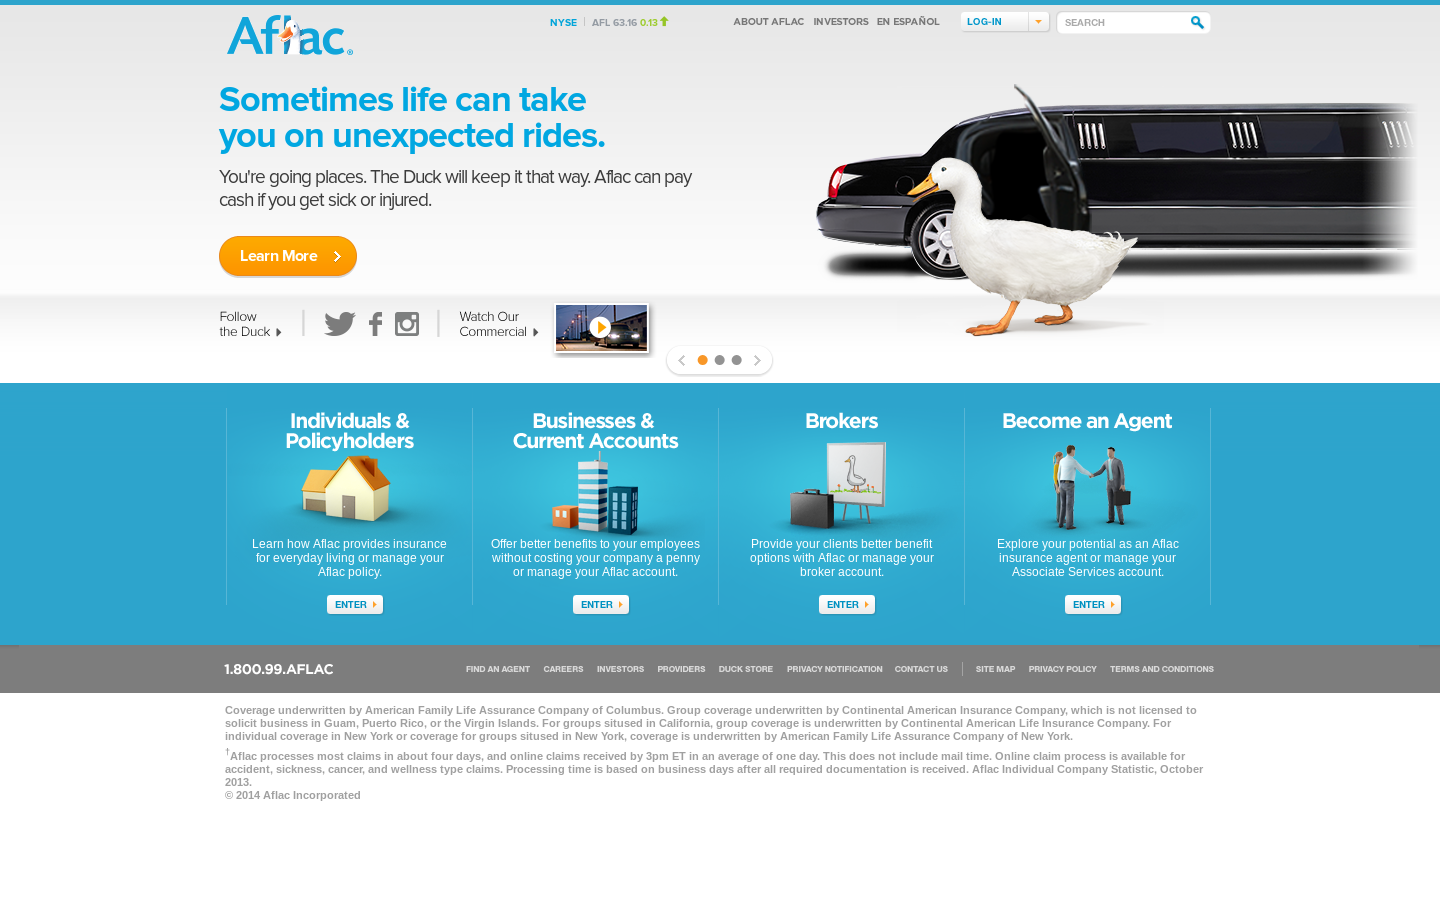 Aflac®
NYSE AFL 63.16 0.13
ABOUT AFLAC INVESTORS EN ESPAÑOL LOG-IN SEARCH
Sometimes life can take
you on unexpected rides.
You're going places. The Duck will keep it that way. Aflac can pay
cash if you get sick or injured.
Learn More
Follow
the Duck
Watch Our
Commercial
Individuals &
Policyholders
Learn how Aflac provides insurance
for everyday living or manage your
Aflac policy.
ENTER
Businesses &
Current Accounts
Offer better benefits to your employees
without costing your company a penny
or manage your Aflac account.
ENTER
Brokers
Provide your clients better benefit
options with Aflac or manage your
broker account.
ENTER
Become an Agent
Explore your potential as an Aflac
insurance agent or manage your
Associate Services account.
ENTER
1.800.99.AFLAC
FIND AN AGENT CAREERS INVESTORS PROVIDERS DUCK STORE PRIVACY NOTIFICATION CONTACT US SITE MAP PRIVACY POLICY TERMS AND CONDITIONS
Coverage underwritten by American Family Life Assurance Company of Columbus. Group coverage underwritten by Continental American Insurance Company, which is not licensed to
solicit business in Guam, Puerto Rico, or the Virgin Islands. For groups sitused in California, group coverage is underwritten by Continental American Life Insurance Company. For
individual coverage in New York or coverage for groups sitused in New York, coverage is underwritten by American Family Life Assurance Company of New York.
†Aflac processes most claims in about four days, and online claims received by 3pm ET in an average of one day. This does not include mail time. Online claim process is available for
accident, sickness, cancer, and wellness type claims. Processing time is based on business days after all required documentation is received. Aflac Individual Company Statistic, October
2013.
© 2014 Aflac Incorporated